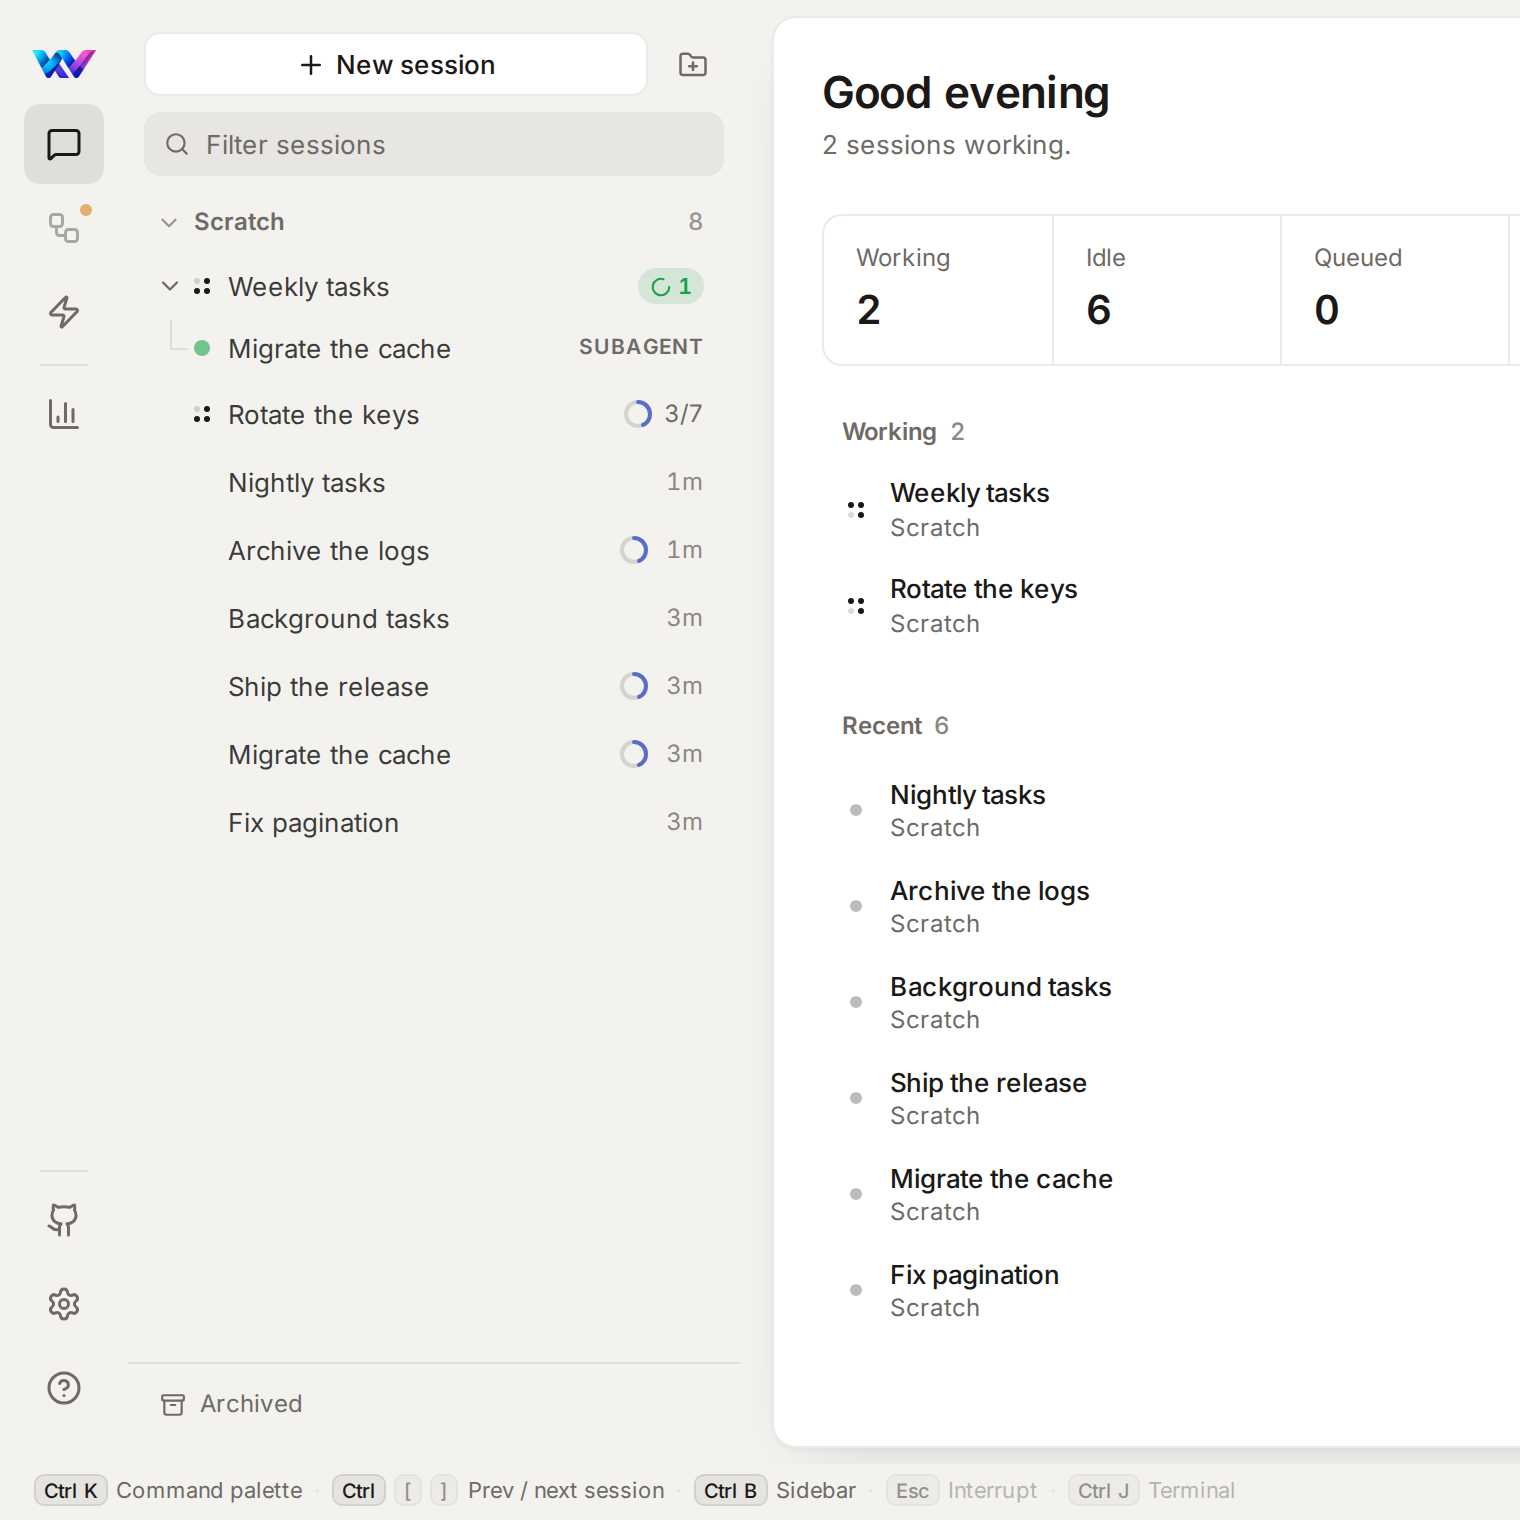 New session
Filter sessions
Scratch 8
Weekly tasks 1
Migrate the cache SUBAGENT
Rotate the keys 3/7
Nightly tasks 1m
Archive the logs 1m
Background tasks 3m
Ship the release 3m
Migrate the cache 3m
Fix pagination 3m
Archived
Good evening
2 sessions working.
Working Idle Queued
2 6 0
Working 2
Weekly tasks
Scratch
Rotate the keys
Scratch
Recent 6
Nightly tasks
Scratch
Archive the logs
Scratch
Background tasks
Scratch
Ship the release
Scratch
Migrate the cache
Scratch
Fix pagination
Scratch
Ctrl K Command palette · Ctrl [ ] Prev / next session · Ctrl B Sidebar · Esc Interrupt · Ctrl J Terminal